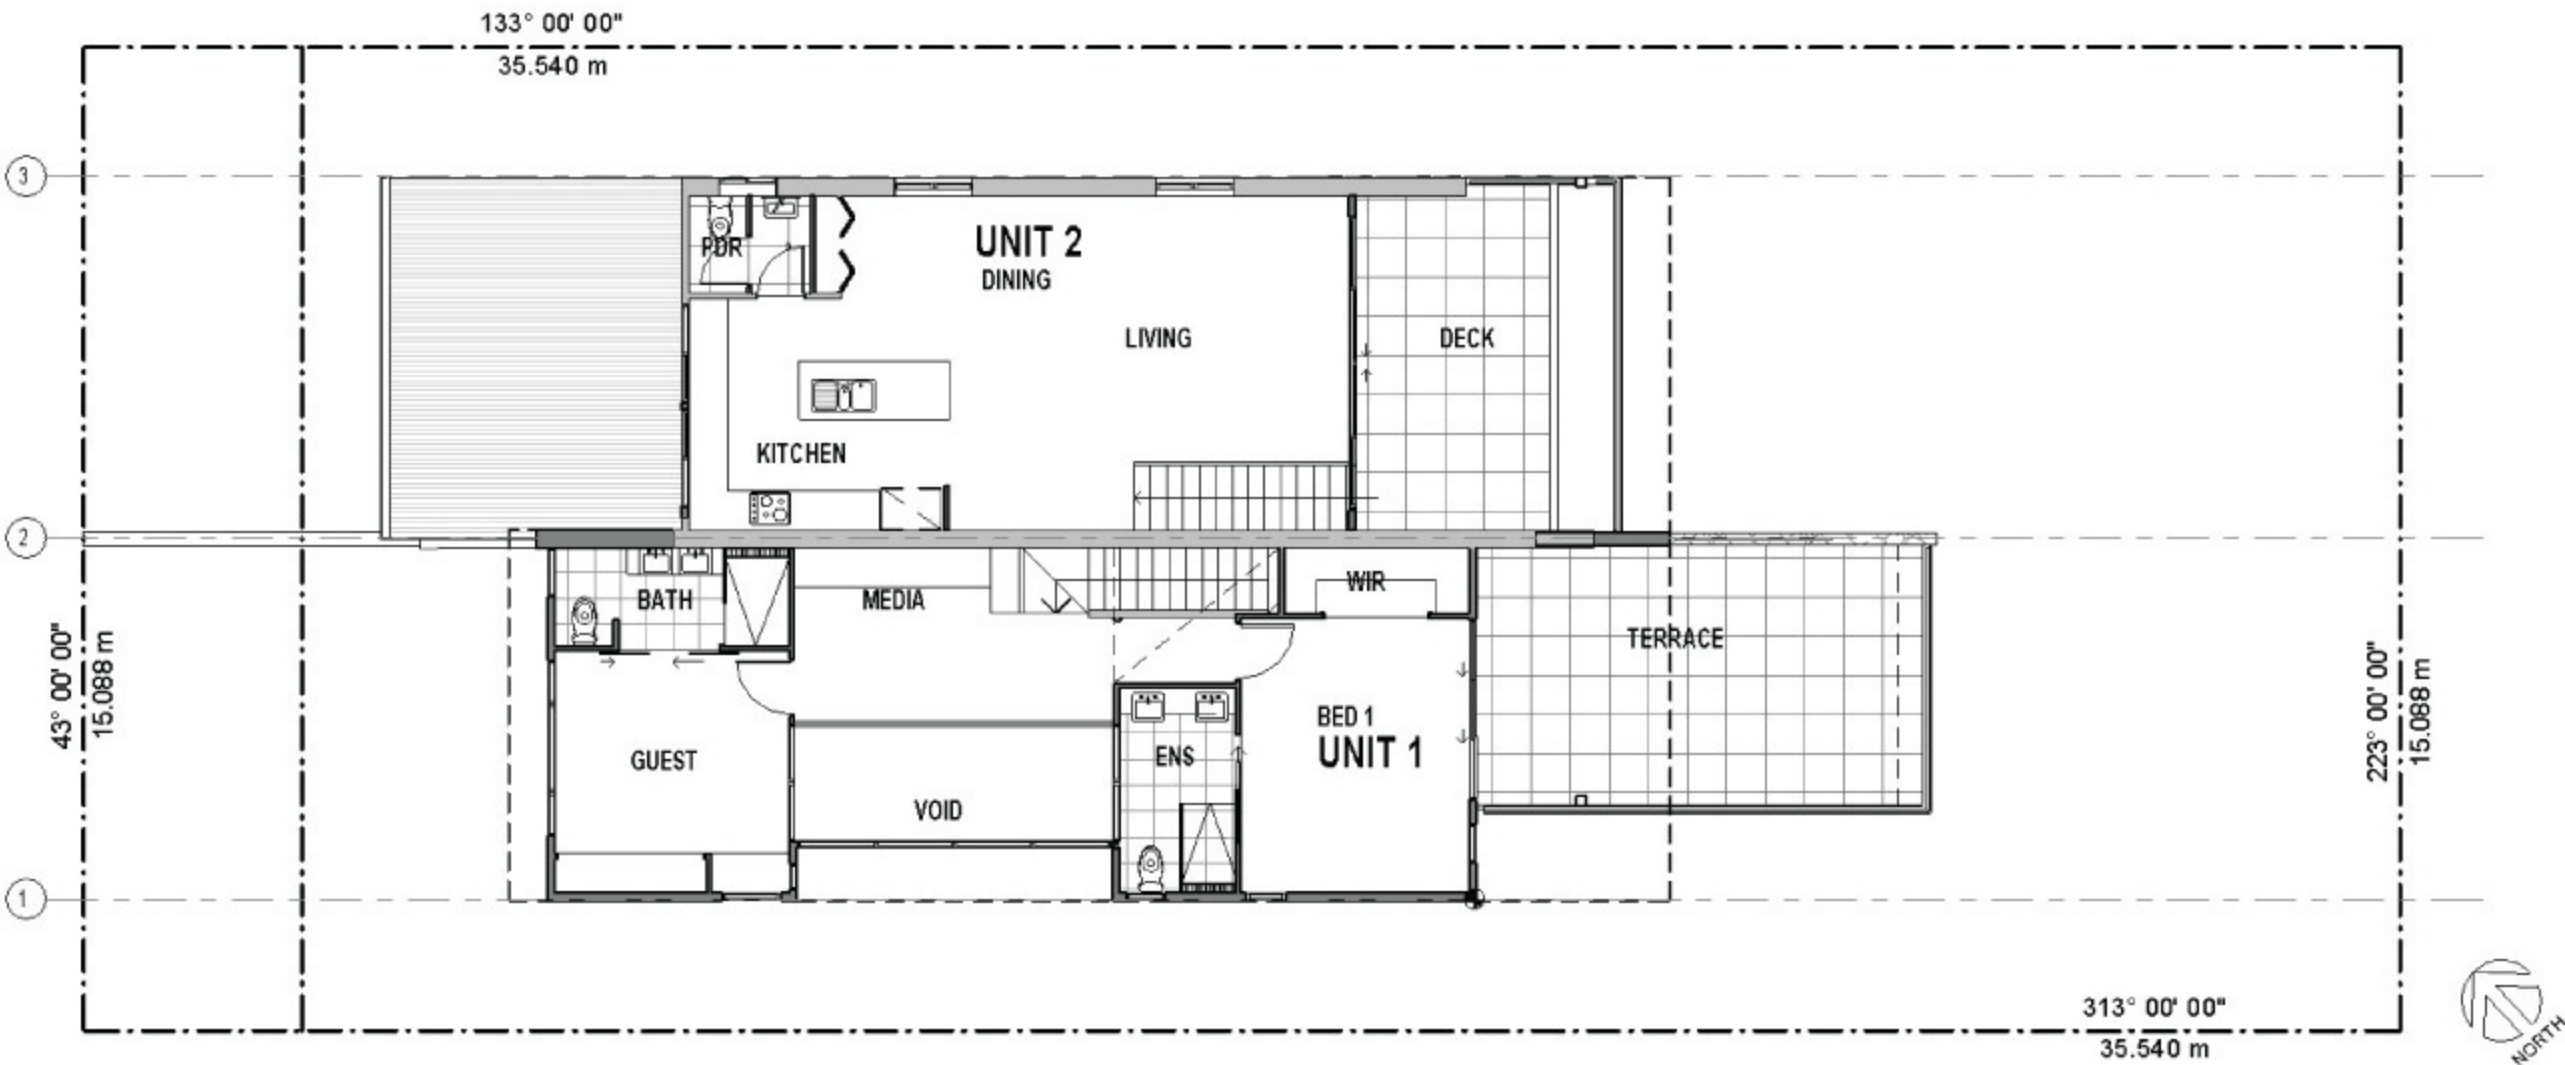 133° 00' 00"
35.540 m
3
PDR
UNIT 2
DINING
LIVING
DECK
KITCHEN
2
BATH
MEDIA
WIR
TERRACE
43° 00' 00"
15.088 m
GUEST
VOID
ENS
BED 1
UNIT 1
223° 00' 00"
15.088 m
1
313° 00' 00"
35.540 m
NORTH